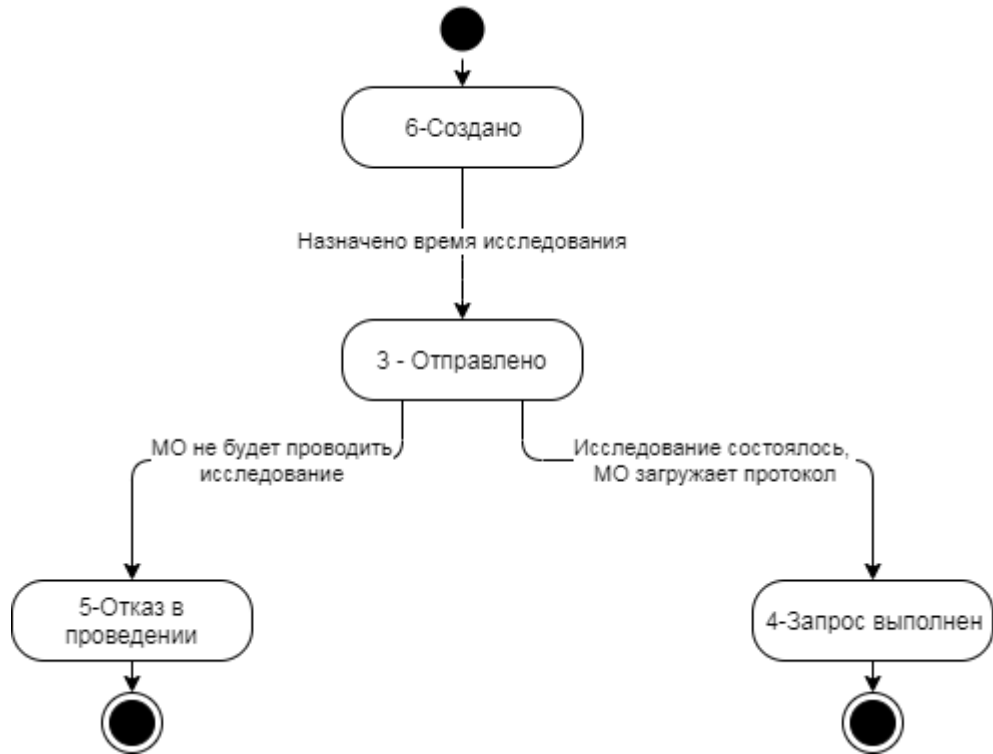 6-Создано
Назначено время исследования
3 - Отправлено
МО не будет проводить
исследование
Исследование состоялось,
МО загружает протокол
5-Отказ в
проведении
4-Запрос выполнен